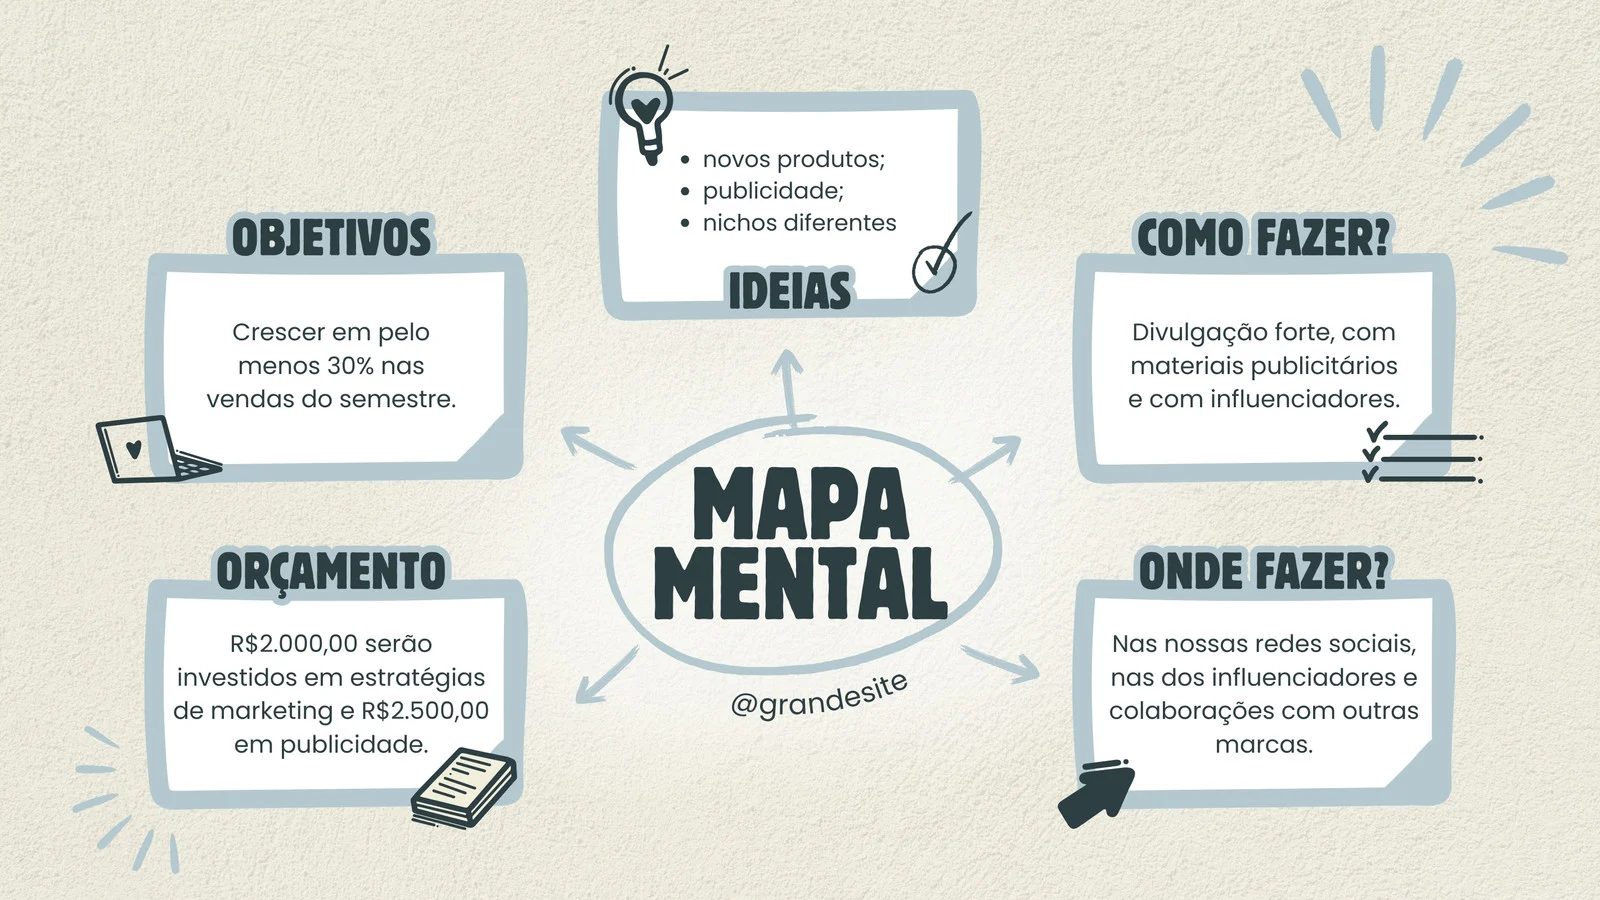 novos produtos;
publicidade;
nichos diferentes
IDEIAS
OBJETIVOS
Crescer em pelo
menos 30% nas
vendas do semestre.
COMO FAZER?
Divulgação forte, com
materiais publicitários
e com influenciadores.
MAPA
MENTAL
@grandesite
ORÇAMENTO
R$2.000,00 serão
investidos em estratégias
de marketing e R$2.500,00
em publicidade.
ONDE FAZER?
Nas nossas redes sociais,
nas dos influenciadores e
colaborações com outras
marcas.